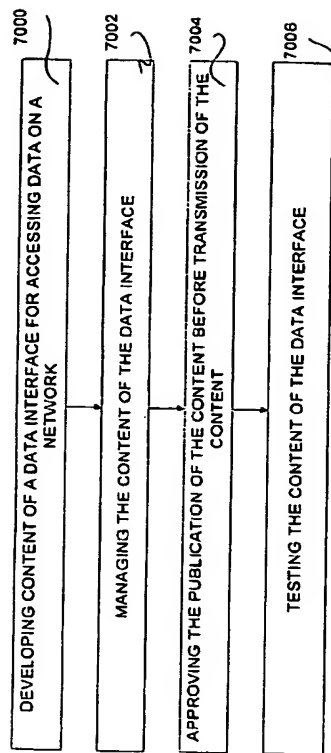 7000
DEVELOPING CONTENT OF A DATA INTERFACE FOR ACCESSING DATA ON A
NETWORK
7002
MANAGING THE CONTENT OF THE DATA INTERFACE
7004
APPROVING THE PUBLICATION OF THE CONTENT BEFORE TRANSMISSION OF THE
CONTENT
7006
TESTING THE CONTENT OF THE DATA INTERFACE